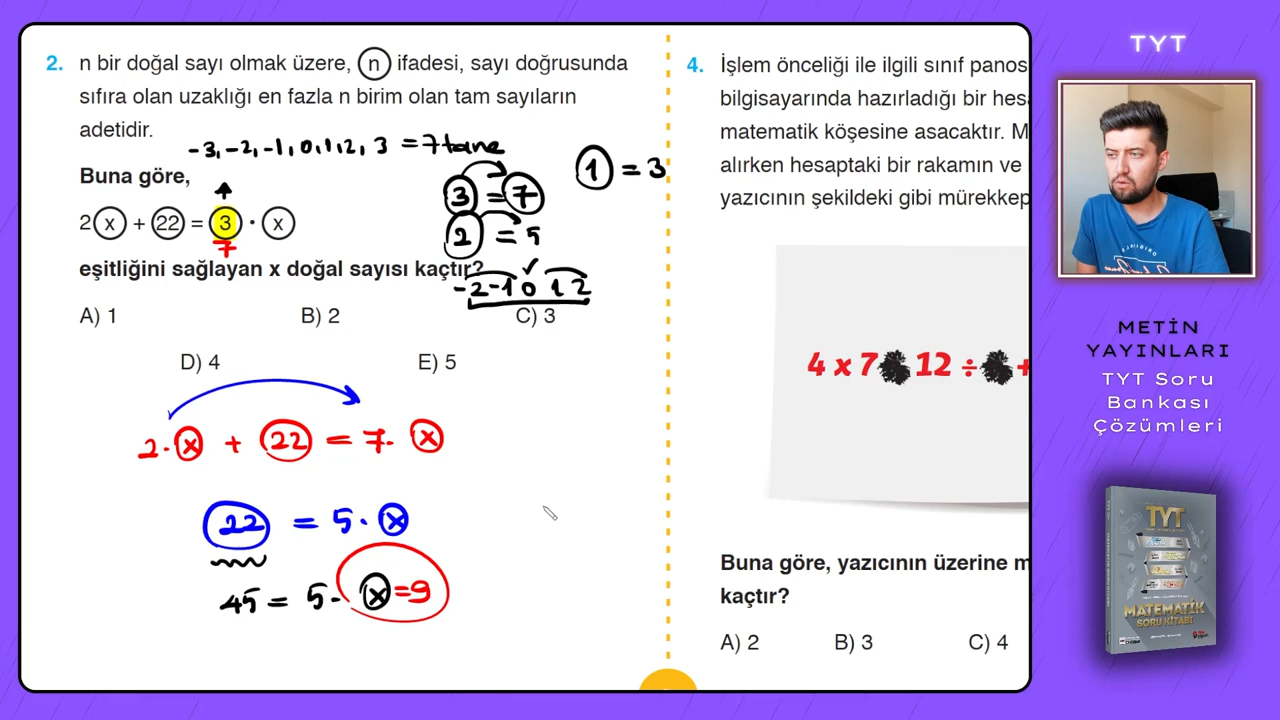 2. n bir doğal sayı olmak üzere, n ifadesi, sayı doğrusunda
sıfıra olan uzaklığı en fazla n birim olan tam sayıların
adetidir.
-3, -2, -1, 0, 1, 2, 3 = 7 tane
Buna göre,
2 x + 22 = 3 · x
7
3 = 7
2 = 5
-2 -1 0 1 2
1 = 3
eşitliğini sağlayan x doğal sayısı kaçtır?
A) 1 B) 2 C) 3
D) 4 E) 5
2. x + 22 = 7. x
22 = 5. x
45 = 5. x = 9
4. İşlem önceliği ile ilgili sınıf panos
bilgisayarında hazırladığı bir hes
matematik köşesine asacaktır. M
alırken hesaptaki bir rakamın ve
yazıcının şekildeki gibi mürekkep
4 x 7 12 ÷ +
Buna göre, yazıcının üzerine m
kaçtır?
A) 2 B) 3 C) 4
TYT
METİN
YAYINLARI
TYT Soru
Bankası
Çözümleri
TYT
MATEMATİK
SORU KİTABI